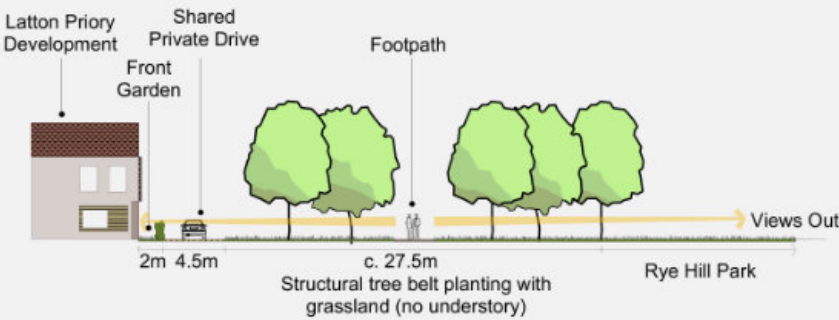 Latton Priory
Development
Shared
Private Drive
Front
Garden
Footpath
Views Out
2m
4.5m
c. 27.5m
Structural tree belt planting with
grassland (no understory)
Rye Hill Park